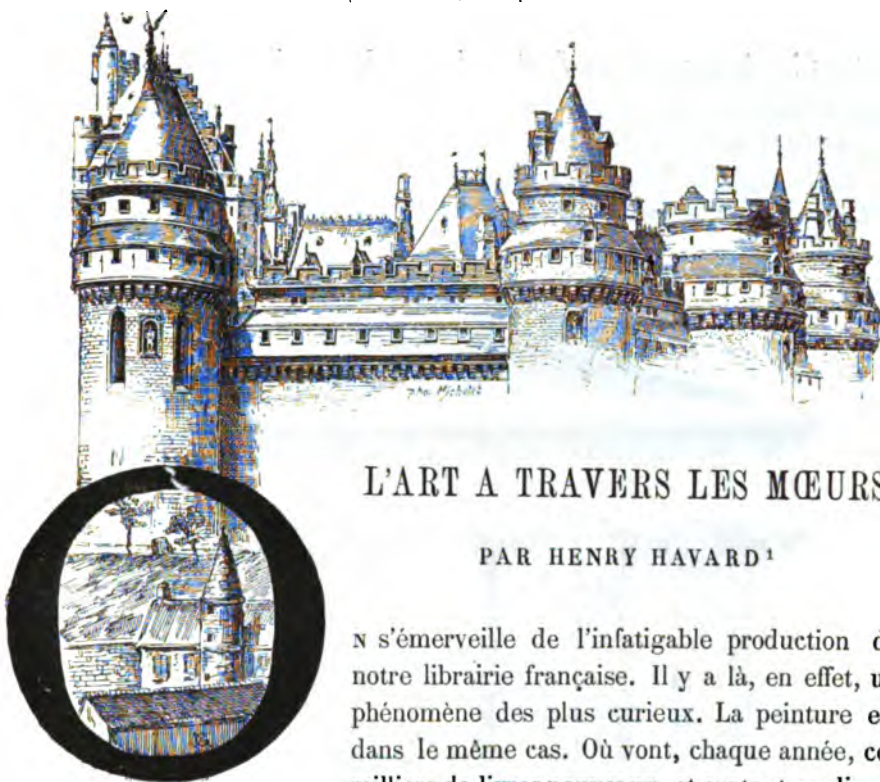 L'ART A TRAVERS LES MŒURS
PAR HENRY HAVARD¹
ON s'émerveille de l'infatigable production
notre librairie française. Il y a là, en effet,
phénomène des plus curieux. La peinture
dans le même cas. Où vont, chaque année,